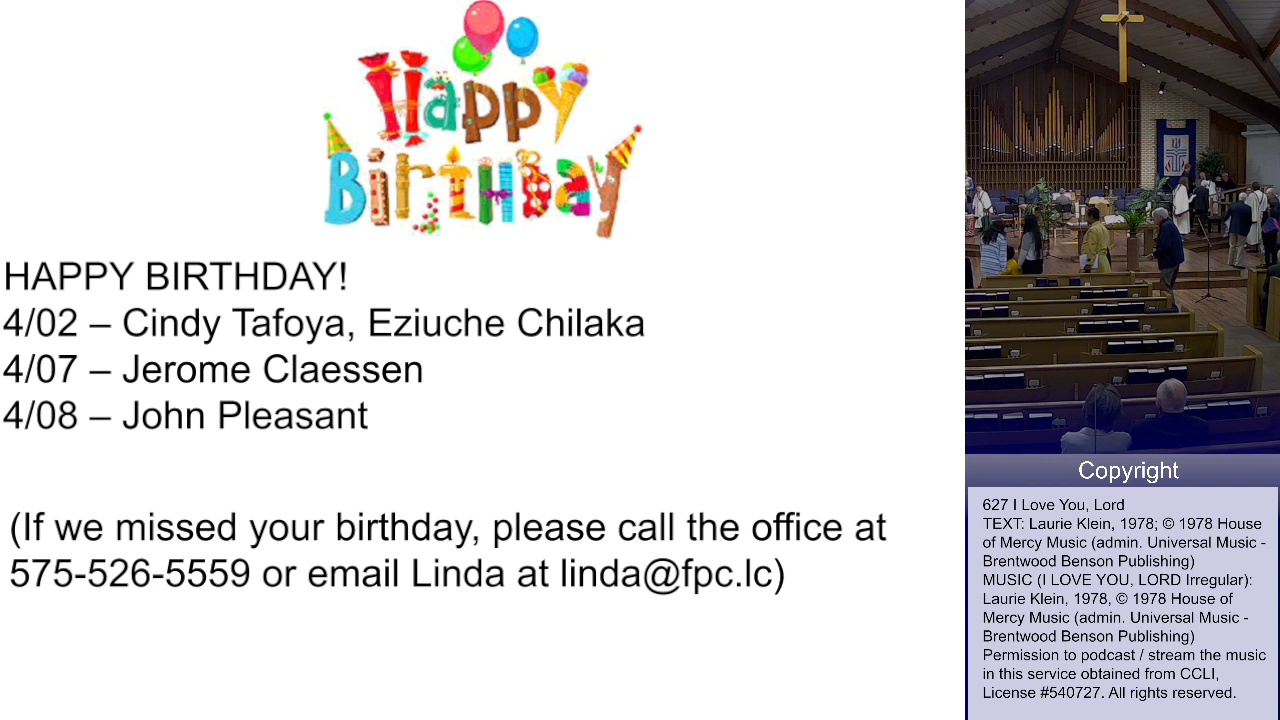 Happy
Birthday
HAPPY BIRTHDAY!
4/02 – Cindy Tafoya, Eziuche Chilaka
4/07 – Jerome Claessen
4/08 – John Pleasant
(If we missed your birthday, please call the office at
575-526-5559 or email Linda at linda@fpc.lc)
Copyright
627 I Love You, Lord
TEXT: Laurie Klein, 1978; © 1978 House
of Mercy Music (admin. Universal Music -
Brentwood Benson Publishing)
MUSIC (I LOVE YOU, LORD Irregular):
Laurie Klein, 1978, © 1978 House of
Mercy Music (admin. Universal Music -
Brentwood Benson Publishing)
Permission to podcast / stream the music
in this service obtained from CCLI,
License #540727. All rights reserved.